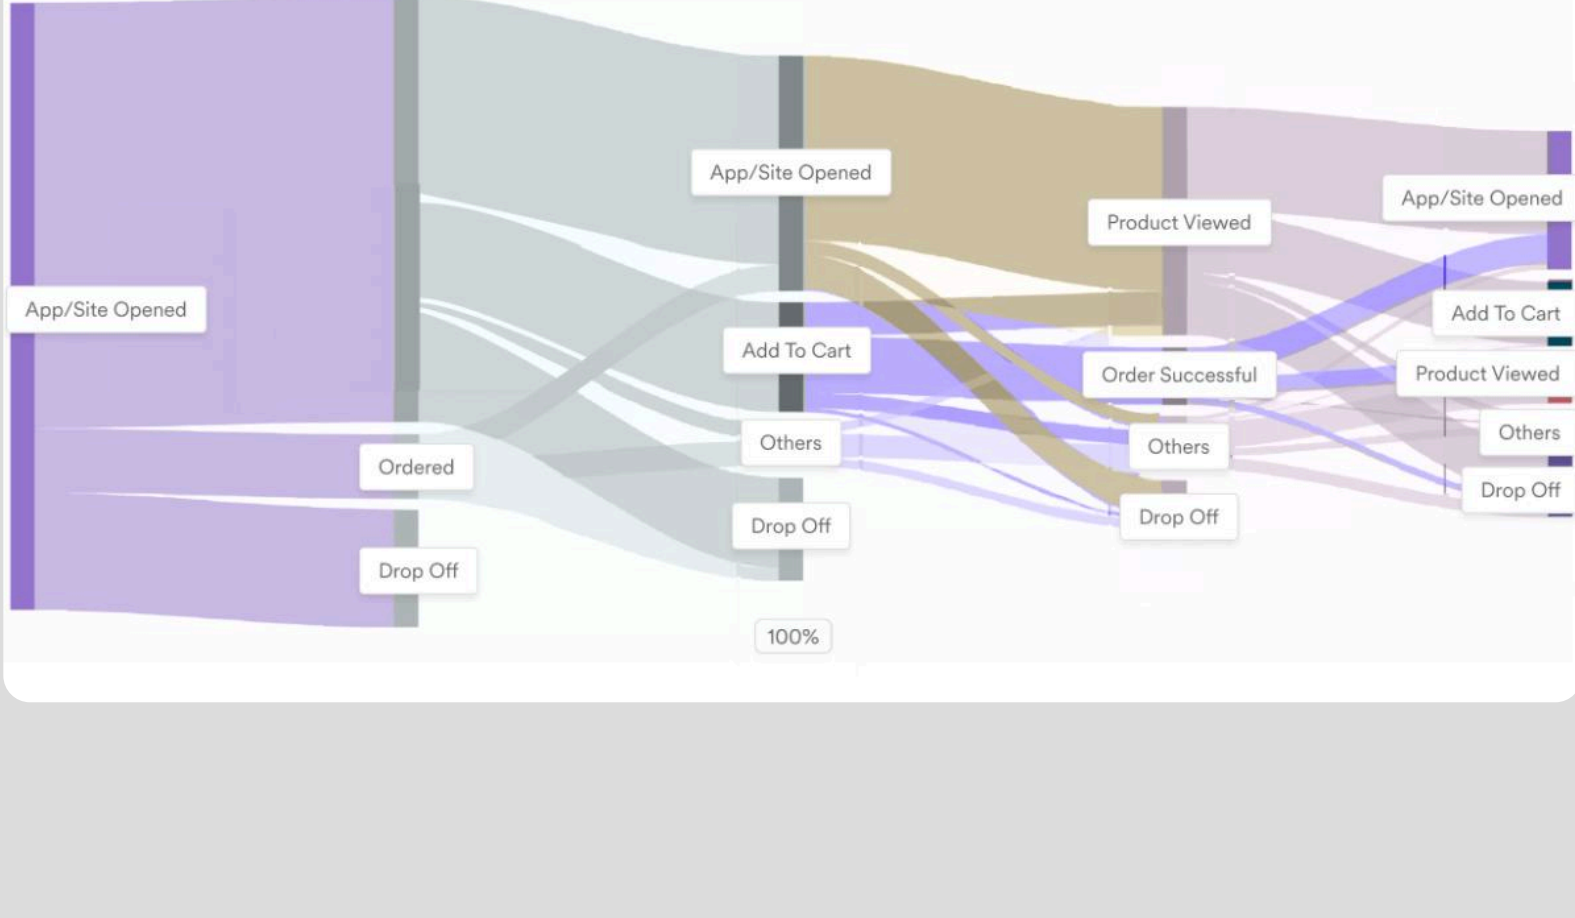 App/Site Opened
Ordered
Drop Off
App/Site Opened
Add To Cart
Others
Drop Off
100%
Product Viewed
Order Successful
Others
Drop Off
App/Site Opened
Add To Cart
Product Viewed
Others
Drop Off